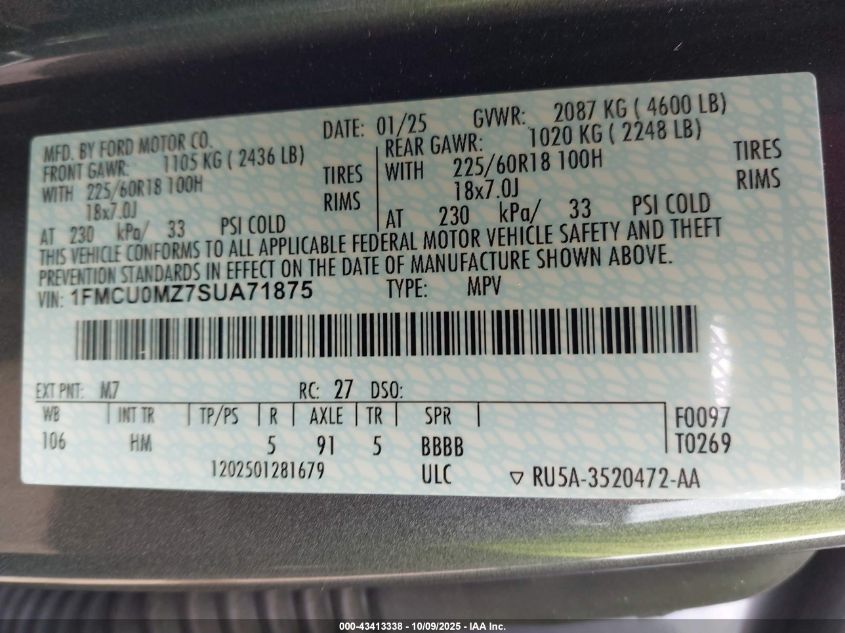 MFD. BY FORD MOTOR CO. DATE: 01/25 GVWR: 2087 KG ( 4600 LB)
FRONT GAWR: 1105 KG ( 2436 LB) TIRES
WITH 225/60R18 100H RIMS
18x7.0J
AT 230 kPa/ 33 PSI COLD
REAR GAWR: 1020 KG ( 2248 LB) TIRES
WITH 225/60R18 100H RIMS
18x7.0J
AT 230 kPa/ 33 PSI COLD
THIS VEHICLE CONFORMS TO ALL APPLICABLE FEDERAL MOTOR VEHICLE SAFETY AND THEFT
PREVENTION STANDARDS IN EFFECT ON THE DATE OF MANUFACTURE SHOWN ABOVE.
VIN: 1FMCU0MZ7SUA71875 TYPE: MPV
EXT PNT: M7 RC: 27 DSO:
WB INT TR TP/PS R AXLE TR SPR F0097
106 HM 5 91 5 BBBB T0269
1202501281679 ULC ▽ RU5A-3520472-AA
000-43413338 - 10/09/2025 - IAA Inc.